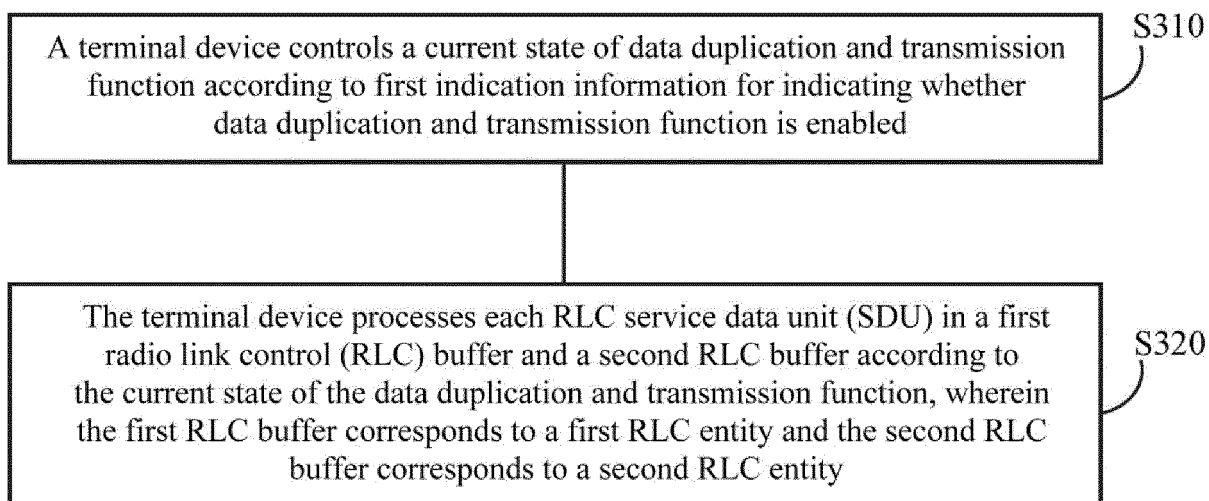 S310
A terminal device controls a current state of data duplication and transmission
function according to first indication information for indicating whether
data duplication and transmission function is enabled
The terminal device processes each RLC service data unit (SDU) in a first
radio link control (RLC) buffer and a second RLC buffer according to
the current state of the data duplication and transmission function, wherein
the first RLC buffer corresponds to a first RLC entity and the second RLC
buffer corresponds to a second RLC entity
S320